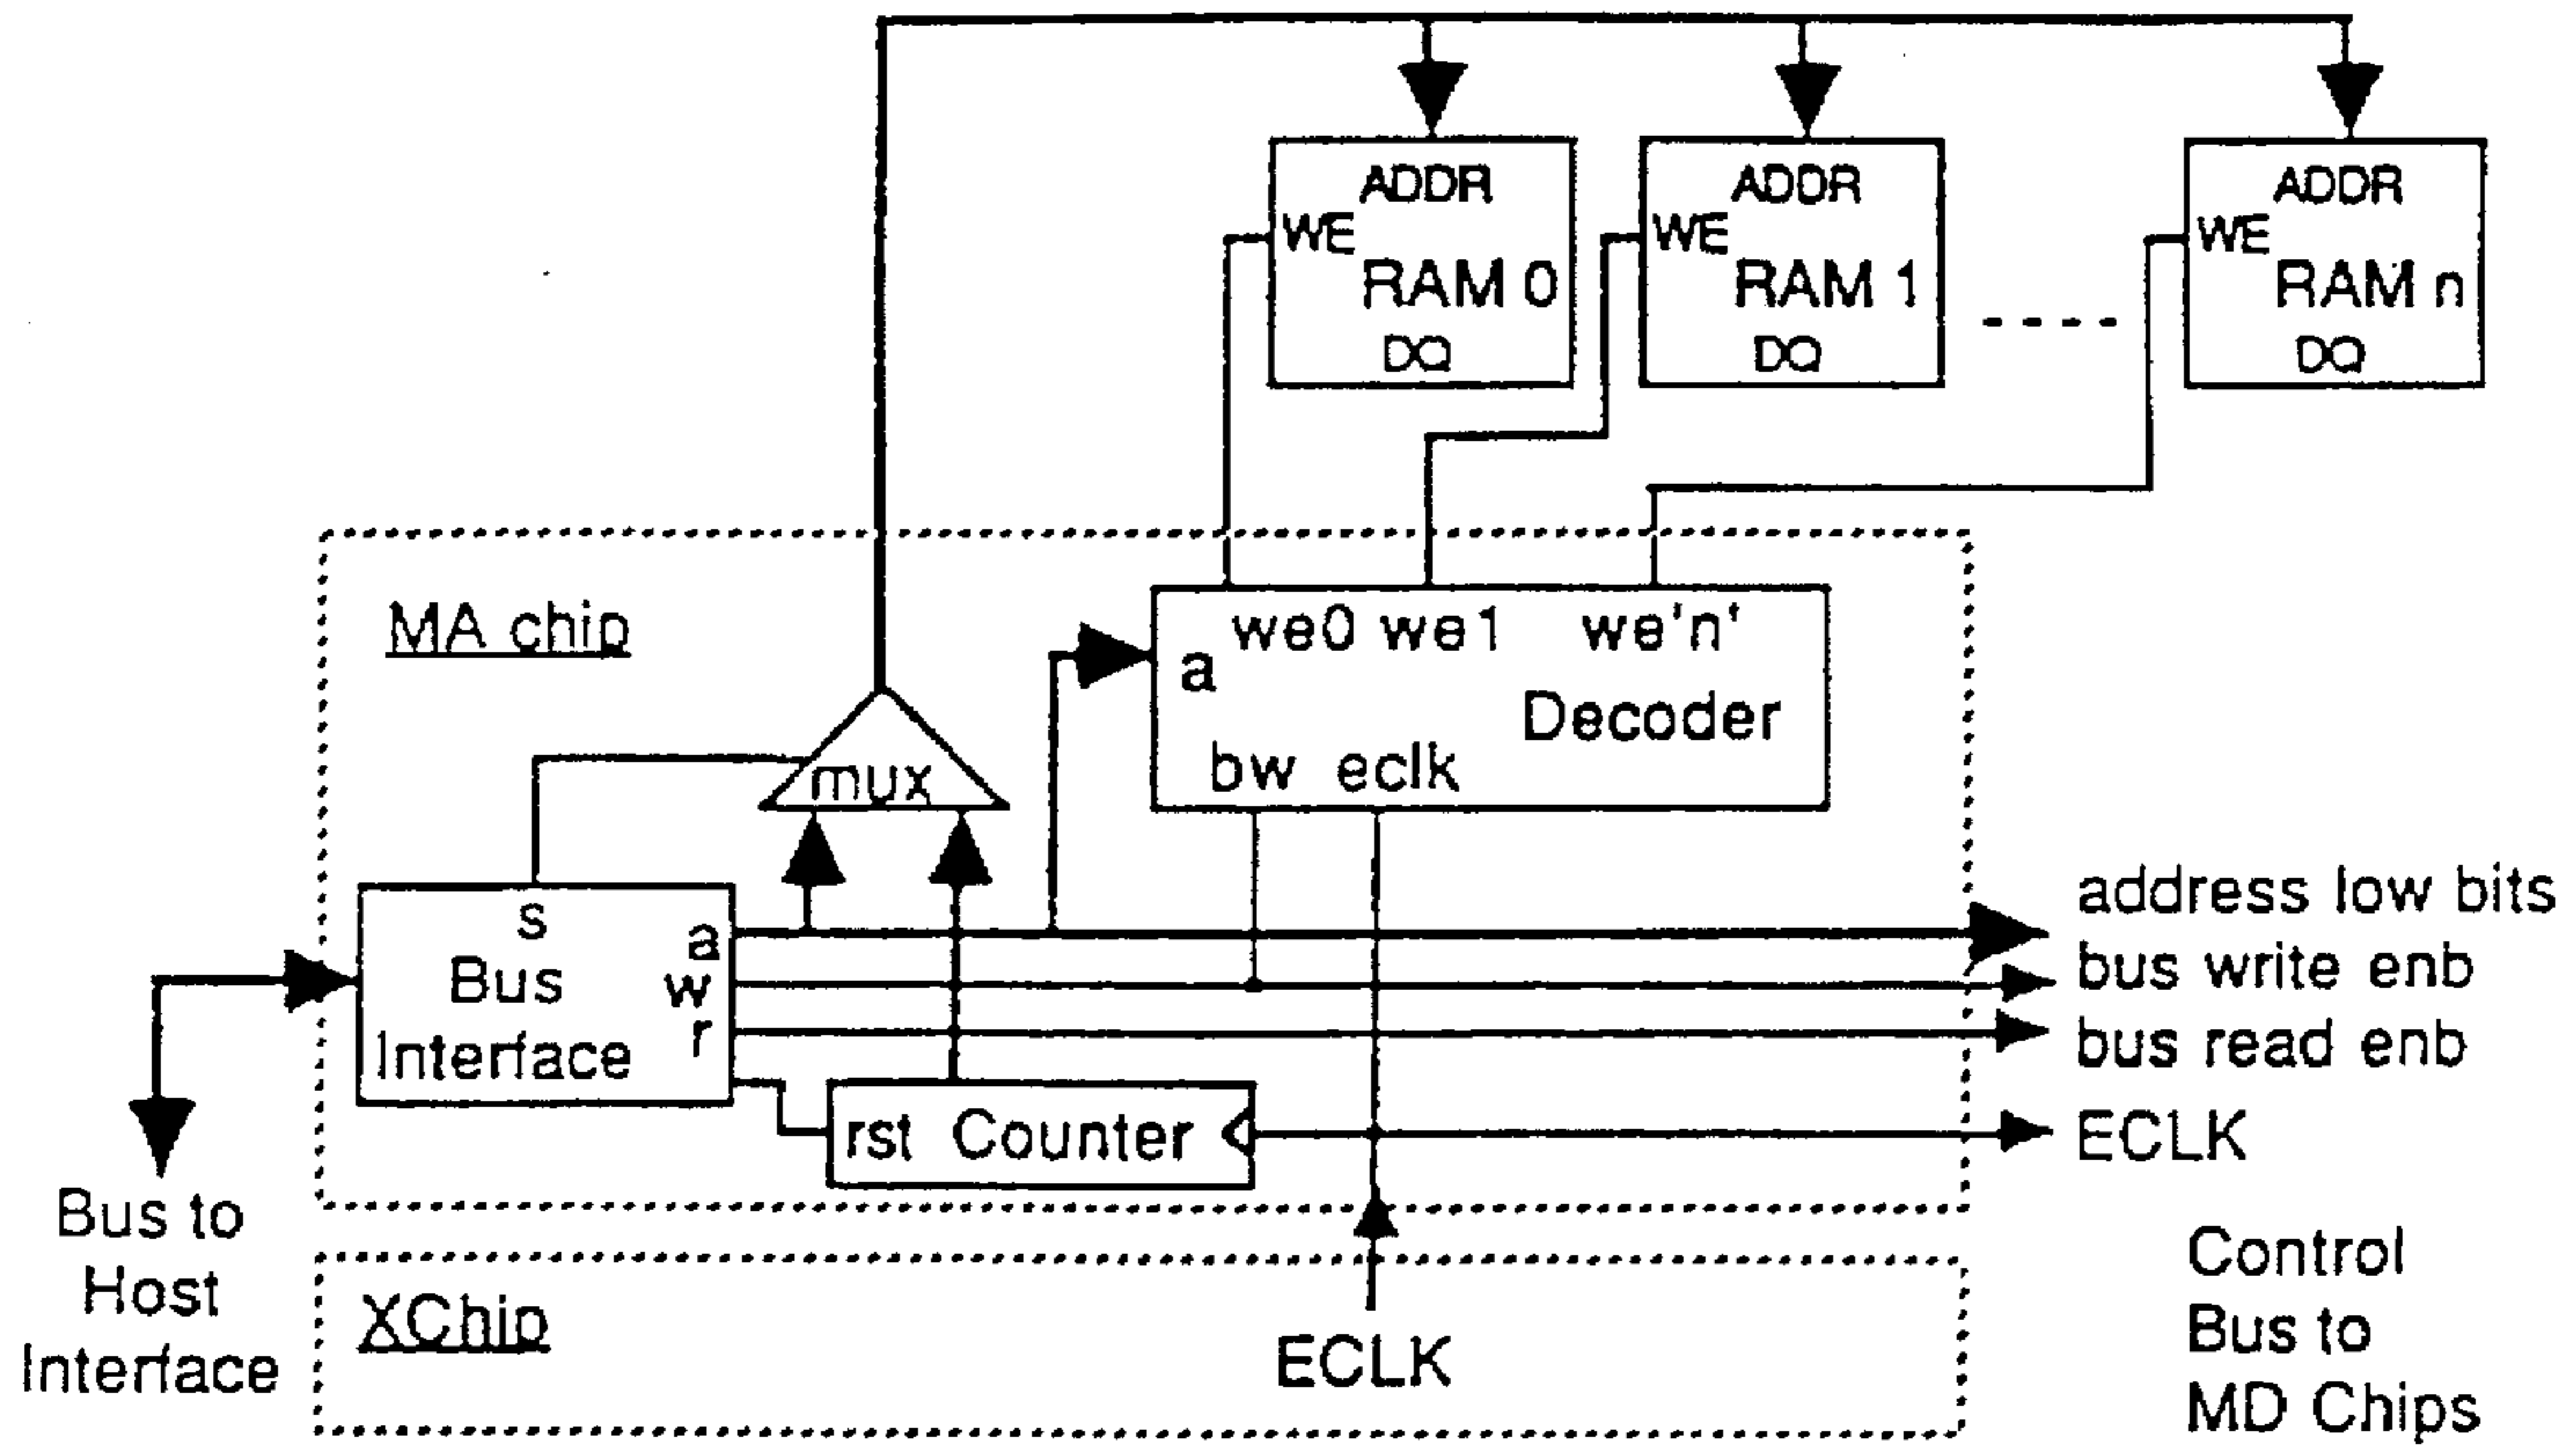 ADDR
WE
RAM 0
DQ
ADDR
WE
RAM 1
DQ
ADDR
WE
RAM n
DQ
MA chip
we0 we1 we'n'
a
Decoder
bw eclk
mux
s
a
Bus
w
Interface
r
rst Counter
address low bits
bus write enb
bus read enb
ECLK
Bus to
Host
Interface
XChip
ECLK
Control
Bus to
MD Chips